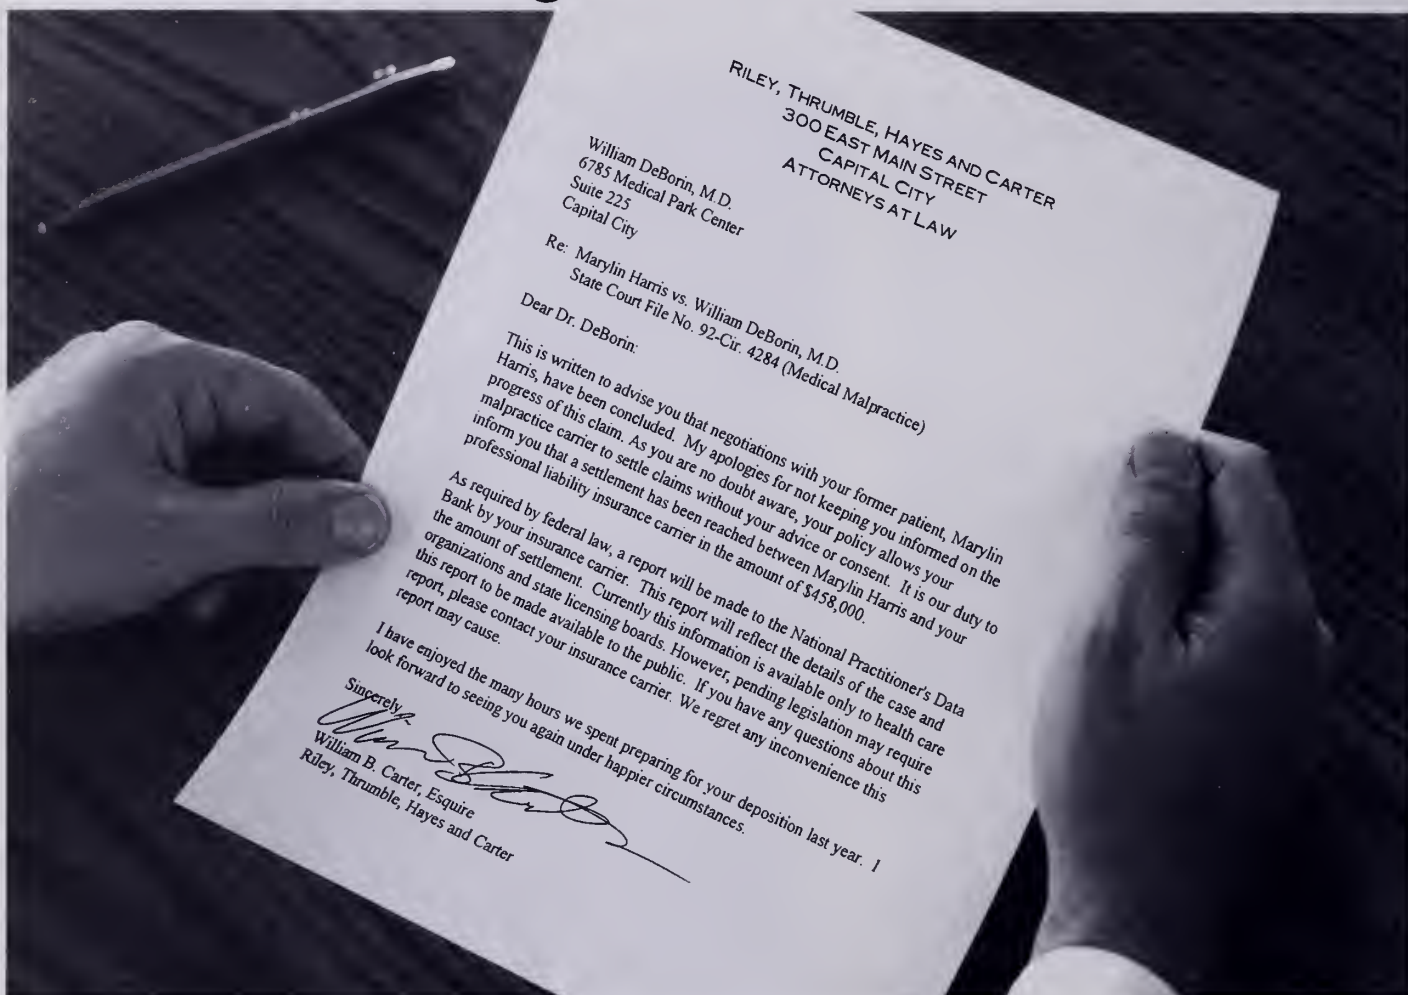 RILEY, THRUMBLE, HAYES AND CARTER
300 EAST MAIN STREET
CAPITAL CITY
ATTORNEYS AT LAW
William DeBorin, M.D.
6785 Medical Park Center
Suite 225
Capital City
Re: Marylin Harris vs. William DeBorin, M.D.
State Court File No. 92-Cir. 4284 (Medical Malpractice)
Dear Dr. DeBorin:
This is written to advise you that negotiations with your former patient, Marylin
Harris, have been concluded. My apologies for not keeping you informed on the
progress of this claim. As you are no doubt aware, your policy allows your
malpractice carrier to settle claims without your advice or consent. It is our duty to
inform you that a settlement has been reached between Marylin Harris and your
professional liability insurance carrier in the amount of $458,000.
As required by federal law, a report will be made to the National Practitioner's Data
Bank by your insurance carrier. This report will reflect the details of the case and
the amount of settlement. Currently this information is available only to health care
organizations and state licensing boards. However, pending legislation may require
this report to be made available to the public. If you have any questions about this
report, please contact your insurance carrier. We regret any inconvenience this
report may cause.
I have enjoyed the many hours we spent preparing for your deposition last year. I
look forward to seeing you again under happier circumstances.
Sincerely,
William B. Carter, Esquire
Riley, Thrumble, Hayes and Carter